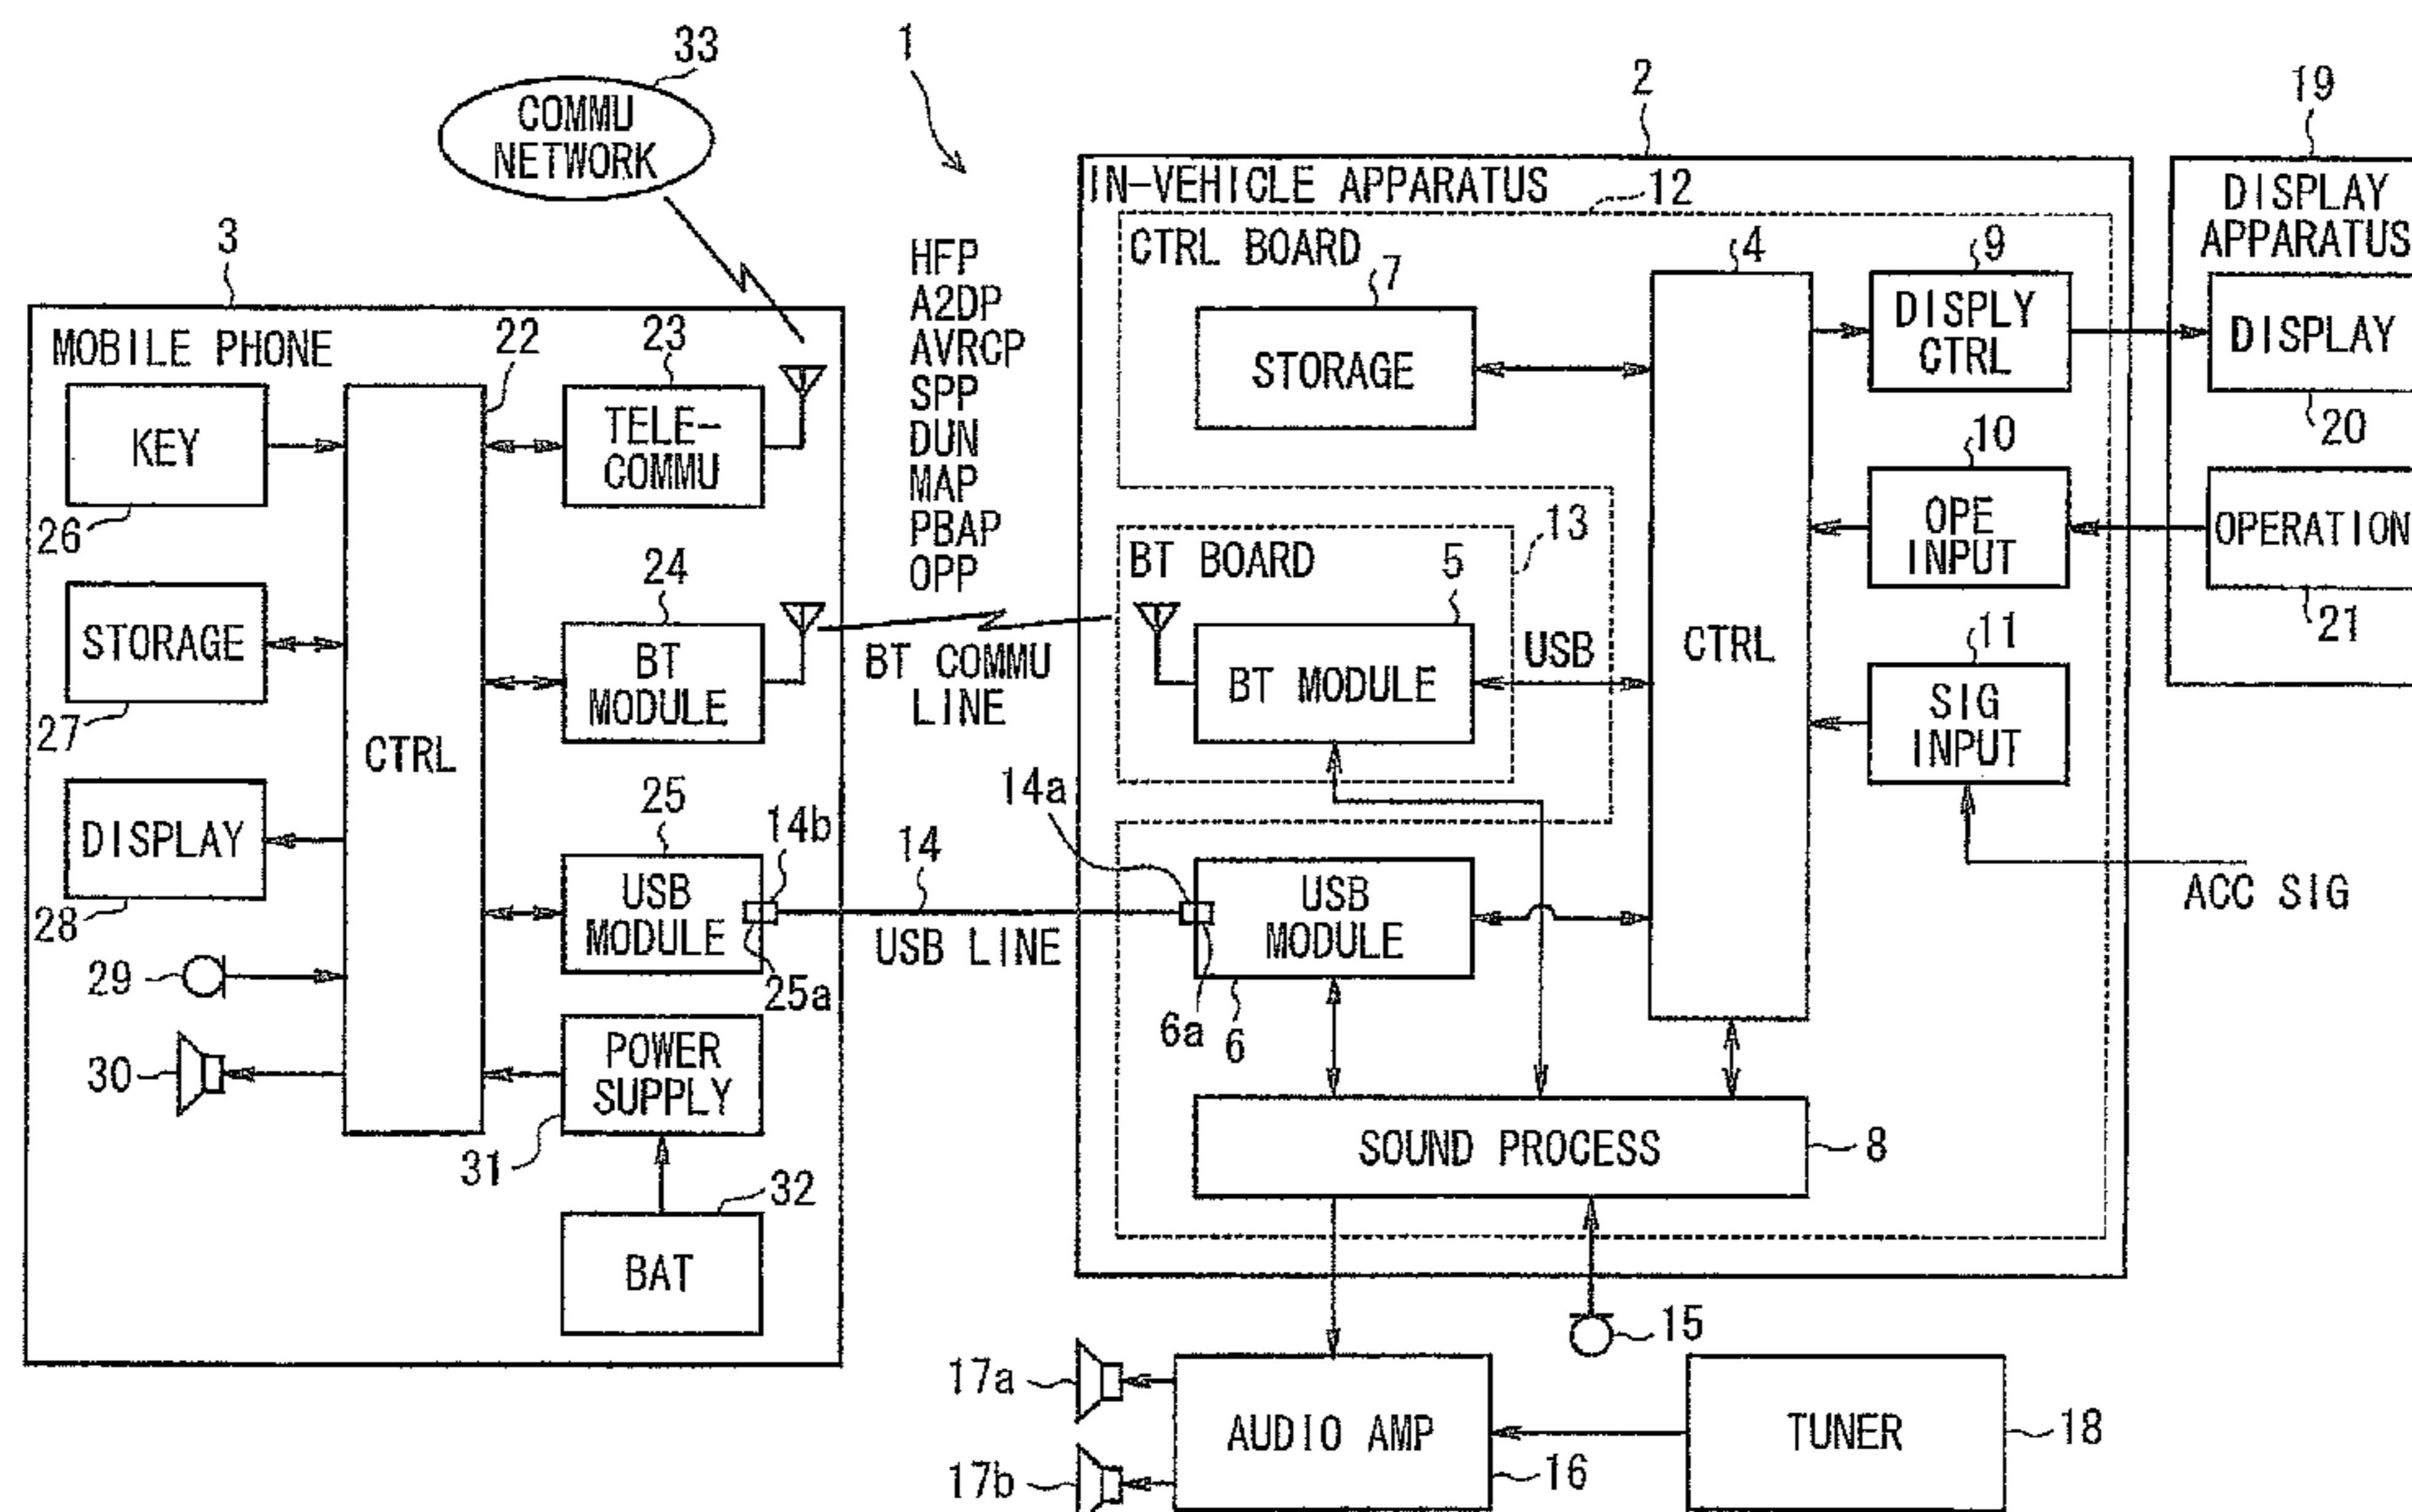 33
COMMU
NETWORK
1
2
19
IN-VEHICLE APPARATUS
12
DISPLAY
APPARATUS
CTRL BOARD
3
MOBILE PHONE
22
23
HFP
A2DP
AVRCP
SPP
DUN
MAP
PBAP
OPP
7
STORAGE
4
9
DISPLY
CTRL
DISPLAY
20
KEY
26
TELE-
COMMU
10
OPE
INPUT
OPERATION
21
13
BT BOARD
5
BT MODULE
USB
CTRL
11
SIG
INPUT
24
STORAGE
27
BT
MODULE
BT COMMU
LINE
CTRL
DISPLAY
28
25
14b
USB
MODULE
25a
14
USB LINE
14a
USB
MODULE
6a
6
ACC SIG
29
30
POWER
SUPPLY
31
32
BAT
SOUND PROCESS
8
15
17a
17b
AUDIO AMP
16
TUNER
18